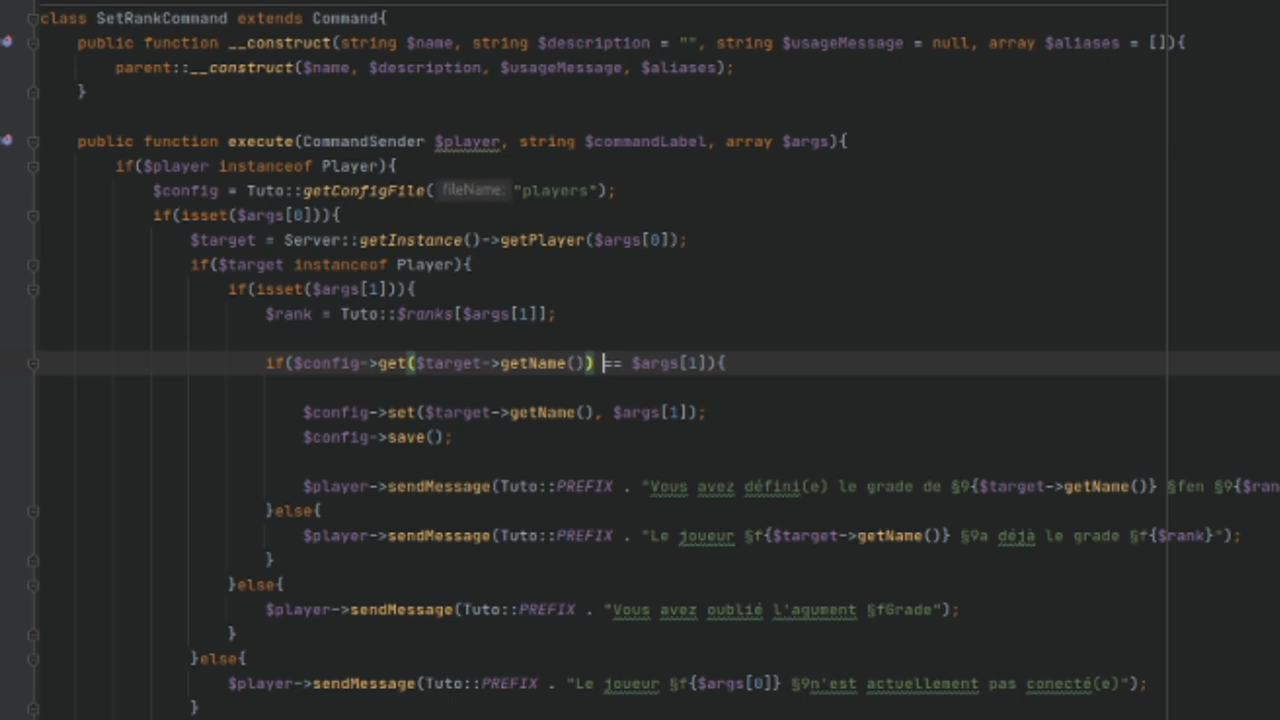 class SetRankCommand extends Command{
public function __construct(string $name, string $description = "", string $usageMessage = null, array $aliases = []){
parent::__construct($name, $description, $usageMessage, $aliases);
}
public function execute(CommandSender $player, string $commandLabel, array $args){
if($player instanceof Player){
$config = Tuto::getConfigFile( fileName: "players");
if(isset($args[0])){
$target = Server::getInstance()->getPlayer($args[0]);
if($target instanceof Player){
if(isset($args[1])){
$rank = Tuto::$ranks[$args[1]];
if($config->get($target->getName()) == $args[1]){
$config->set($target->getName(), $args[1]);
$config->save();
$player->sendMessage(Tuto::PREFIX . "Vous avez défini(e) le grade de §9{$target->getName()} §fen §9{$ran
}else{
$player->sendMessage(Tuto::PREFIX . "Le joueur §f{$target->getName()} §9a déjà le grade §f{$rank}");
}
}else{
$player->sendMessage(Tuto::PREFIX . "Vous avez oublié l'agument §fGrade");
}
}else{
$player->sendMessage(Tuto::PREFIX . "Le joueur §f{$args[0]} §9n'est actuellement pas conecté(e)");
}